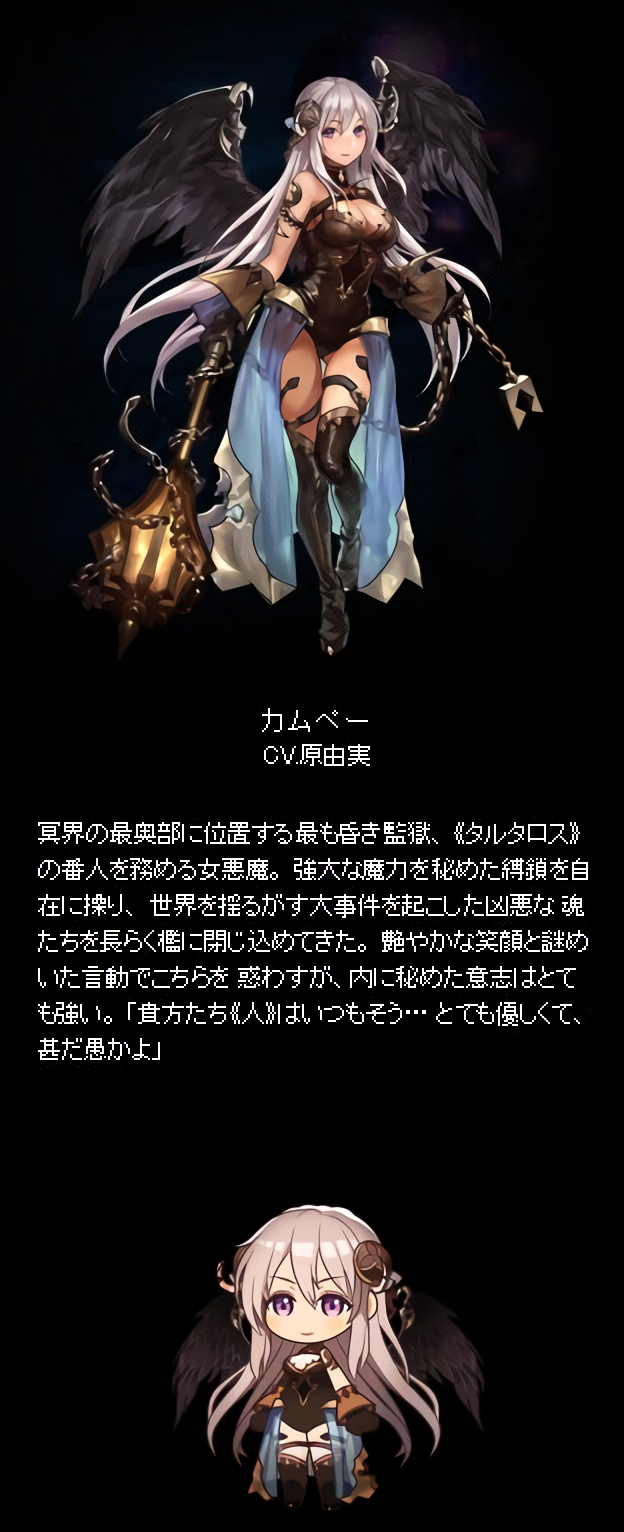 カムベー
CV.原由実
冥界の最奥部に位置する最も昏き監獄、《タルタロス》
の番人を務める女悪魔。強大な魔力を秘めた縛鎖を自
在に操り、世界を揺るがす大事件を起こした凶悪な 魂
たちを長らく檻に閉じ込めてきた。艶やかな笑顔と謎め
いた言動でこちらを 惑わすが、内に秘めた意志はとて
も強い。「貴方たち《人》はいつもそう… とても優しくて、
甚だ愚かよ」